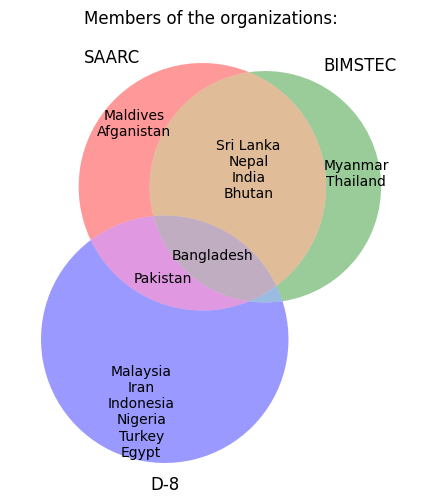 Members of the organizations:
SAARC
BIMSTEC
Maldives
Afganistan
Sri Lanka
Nepal
India
Bhutan
Myanmar
Thailand
Bangladesh
Pakistan
Malaysia
Iran
Indonesia
Nigeria
Turkey
Egypt
D-8